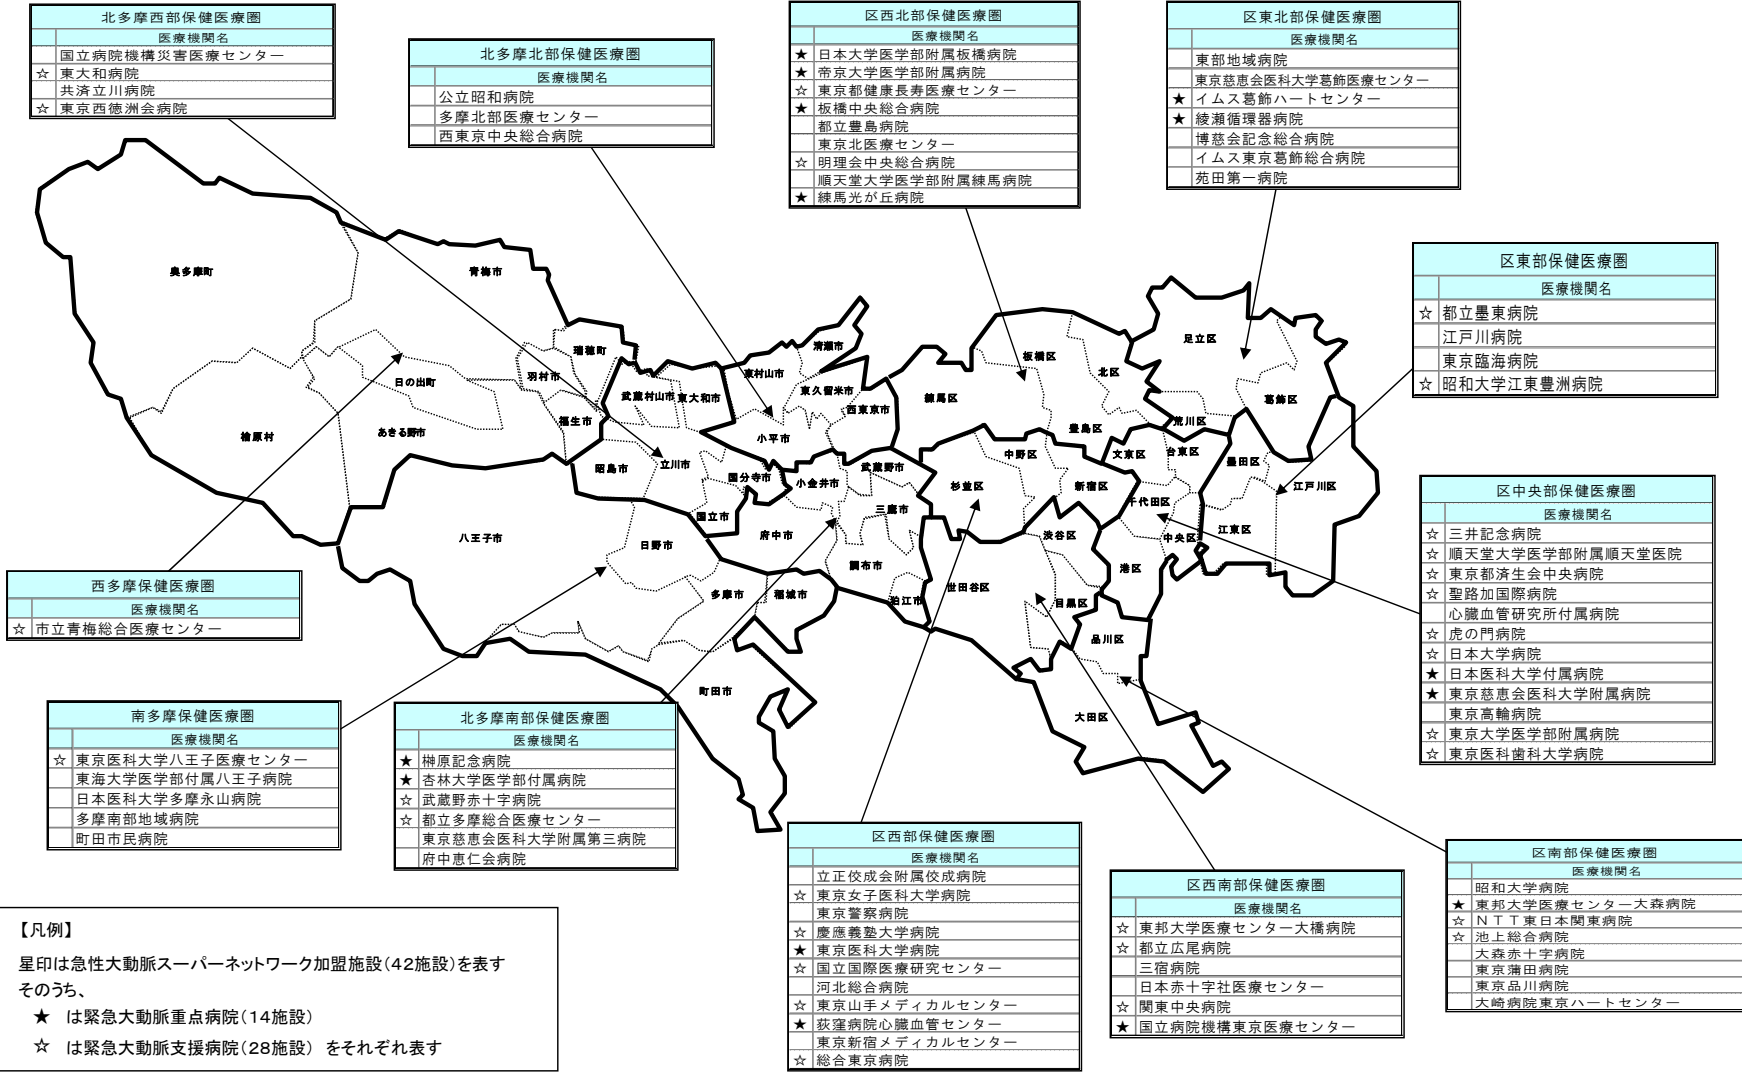 北多摩西部保健医療圏
医療機関名
国立病院機構災害医療センター
☆ 東大和病院
共済立川病院
☆ 東京西徳洲会病院
北多摩北部保健医療圏
医療機関名
公立昭和病院
多摩北部医療センター
西東京中央総合病院
区西北部保健医療圏
医療機関名
★ 日本大学医学部附属板橋病院
★ 帝京大学医学部附属病院
☆ 東京都健康長寿医療センター
★ 板橋中央総合病院
都立豊島病院
東京北医療センター
☆ 明理会中央総合病院
順天堂大学医学部附属練馬病院
★ 練馬光が丘病院
区東北部保健医療圏
医療機関名
東部地域病院
東京慈恵会医科大学葛飾医療センター
★ イムス葛飾ハートセンター
★ 綾瀬循環器病院
博慈会記念総合病院
イムス東京葛飾総合病院
苑田第一病院
区東部保健医療圏
医療機関名
☆ 都立墨東病院
江戸川病院
東京臨海病院
☆ 昭和大学江東豊洲病院
奥多摩町
青梅市
瑞穂町
羽村市
日の出町
福生市
檜原村
あきる野市
武蔵村山市
東大和市
東村山市
清瀬市
東久留米市
西東京市
小平市
昭島市
立川市
国分寺市
国立市
小金井市
武蔵野市
三鷹市
府中市
調布市
狛江市
八王子市
日野市
多摩市
稲城市
町田市
練馬区
板橋区
北区
豊島区
足立区
荒川区
葛飾区
中野区
杉並区
新宿区
文京区
台東区
千代田区
中央区
港区
墨田区
江東区
江戸川区
渋谷区
世田谷区
目黒区
品川区
大田区
区中央部保健医療圏
医療機関名
☆ 三井記念病院
☆ 順天堂大学医学部附属順天堂医院
☆ 東京都済生会中央病院
☆ 聖路加国際病院
心臓血管研究所付属病院
☆ 虎の門病院
☆ 日本大学病院
★ 日本医科大学付属病院
★ 東京慈恵会医科大学附属病院
東京高輪病院
☆ 東京大学医学部附属病院
☆ 東京医科歯科大学病院
西多摩保健医療圏
医療機関名
☆ 市立青梅総合医療センター
南多摩保健医療圏
医療機関名
☆ 東京医科大学八王子医療センター
東海大学医学部付属八王子病院
日本医科大学多摩永山病院
多摩南部地域病院
町田市民病院
北多摩南部保健医療圏
医療機関名
★ 榊原記念病院
★ 杏林大学医学部付属病院
☆ 武蔵野赤十字病院
☆ 都立多摩総合医療センター
東京慈恵会医科大学附属第三病院
府中恵仁会病院
区西部保健医療圏
医療機関名
立正佼成会附属佼成病院
☆ 東京女子医科大学病院
東京警察病院
☆ 慶應義塾大学病院
★ 東京医科大学病院
☆ 国立国際医療研究センター
河北総合病院
☆ 東京山手メディカルセンター
★ 荻窪病院心臓血管センター
東京新宿メディカルセンター
☆ 総合東京病院
区西南部保健医療圏
医療機関名
☆ 東邦大学医療センター大橋病院
☆ 都立広尾病院
三宿病院
日本赤十字社医療センター
☆ 関東中央病院
★ 国立病院機構東京医療センター
区南部保健医療圏
医療機関名
昭和大学病院
★ 東邦大学医療センター大森病院
☆ ＮＴＴ東日本関東病院
☆ 池上総合病院
大森赤十字病院
東京蒲田病院
東京品川病院
大崎病院東京ハートセンター
【凡例】
星印は急性大動脈スーパーネットワーク加盟施設(42施設)を表す
そのうち、
★ は緊急大動脈重点病院(14施設)
☆ は緊急大動脈支援病院(28施設) をそれぞれ表す